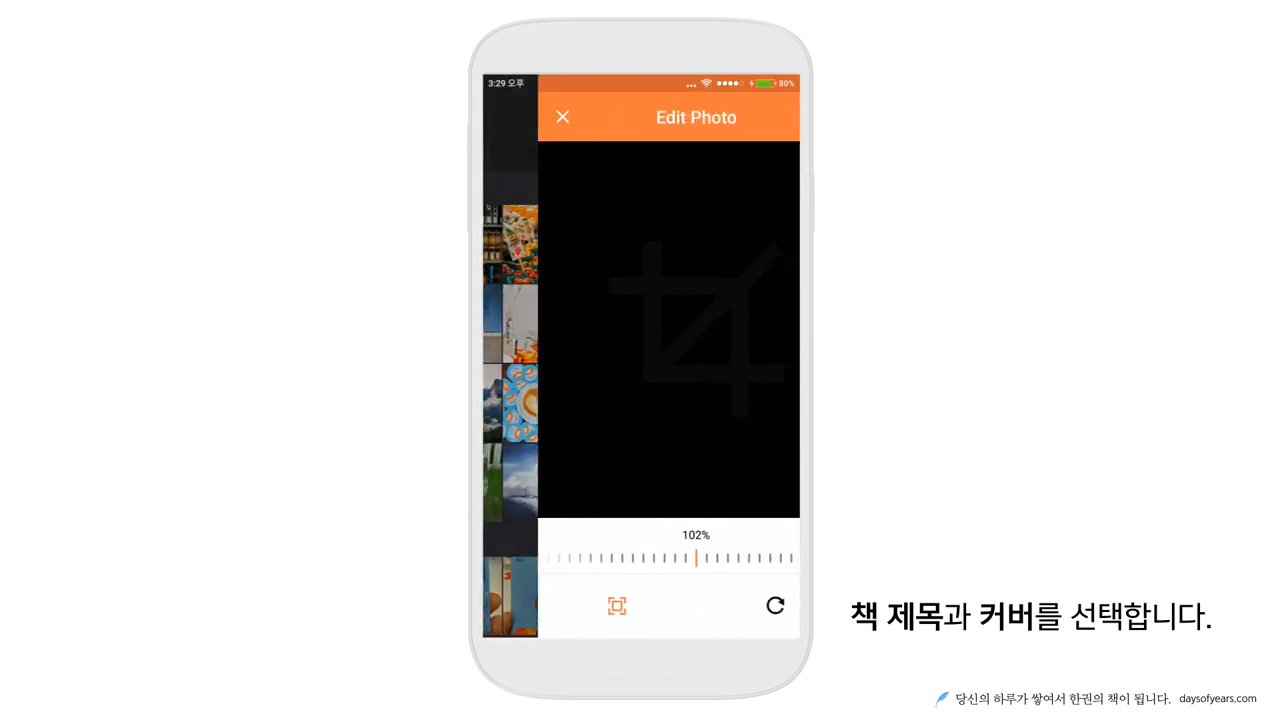 3:29 오후
80%
Edit Photo
102%
책 제목과 커버를 선택합니다.
당신의 하루가 쌓여서 한권의 책이 됩니다. daysofyears.com